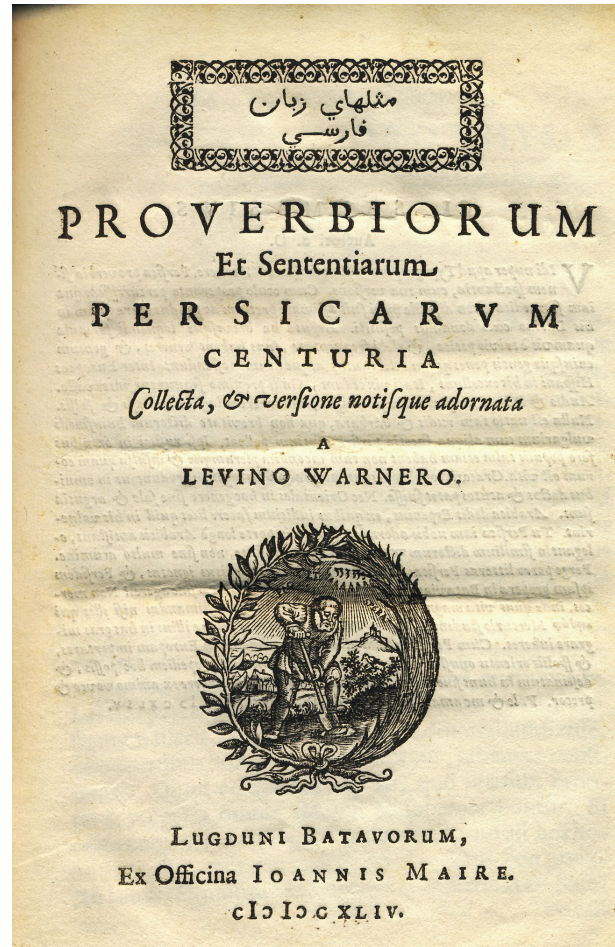 مثلهاي زبان
فارسي
PROVERBIORUM
Et Sententiarum
PERSICARVM
CENTURIA
Collecta, & versione notisque adornata
A
LEVINO WARNERO.
LUGDUNI BATAVORUM,
Ex Officina IOANNIS MAIRE.
cIↄ Iↄ C XLIV.